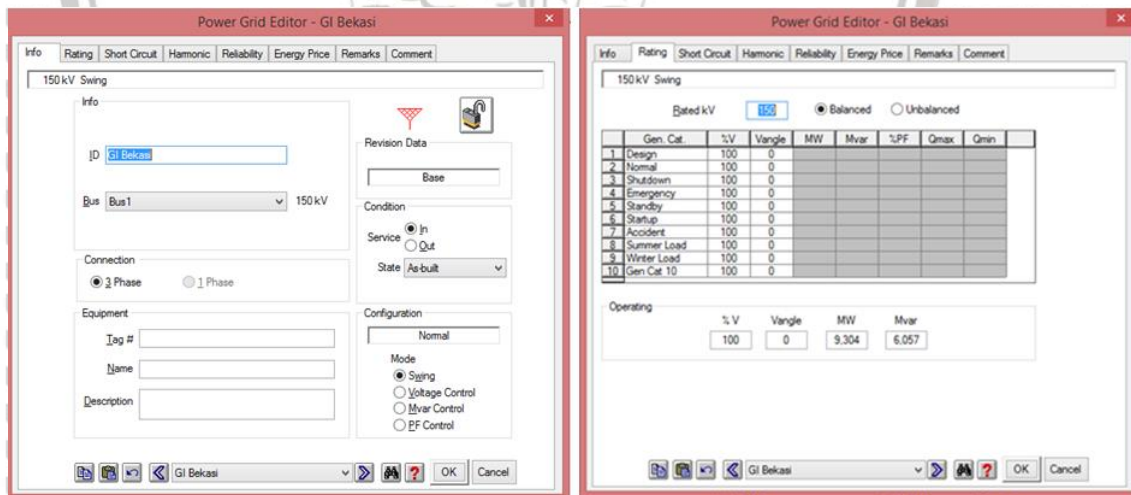 Power Grid Editor - GI Bekasi
Info Rating Short Circuit Harmonic Reliability Energy Price Remarks Comment
150 kV Swing
Info
ID GI Bekasi
Bus Bus1 150 kV
Revision Data
Base
Condition
Service In
Out
State As-built
Connection
3 Phase 1 Phase
Equipment
Tag #
Name
Description
Configuration
Normal
Mode
Swing
Voltage Control
Mvar Control
PF Control
GI Bekasi OK Cancel
Power Grid Editor - GI Bekasi
Info Rating Short Circuit Harmonic Reliability Energy Price Remarks Comment
150 kV Swing
Rated kV 150 Balanced Unbalanced
Gen. Cat. %V Vangle MW Mvar %PF Qmax Qmin
1 Design 100 0
2 Normal 100 0
3 Shutdown 100 0
4 Emergency 100 0
5 Standby 100 0
6 Startup 100 0
7 Accident 100 0
8 Summer Load 100 0
9 Winter Load 100 0
10 Gen Cat 10 100 0
Operating
% V Vangle MW Mvar
100 0 9.304 6.057
GI Bekasi OK Cancel